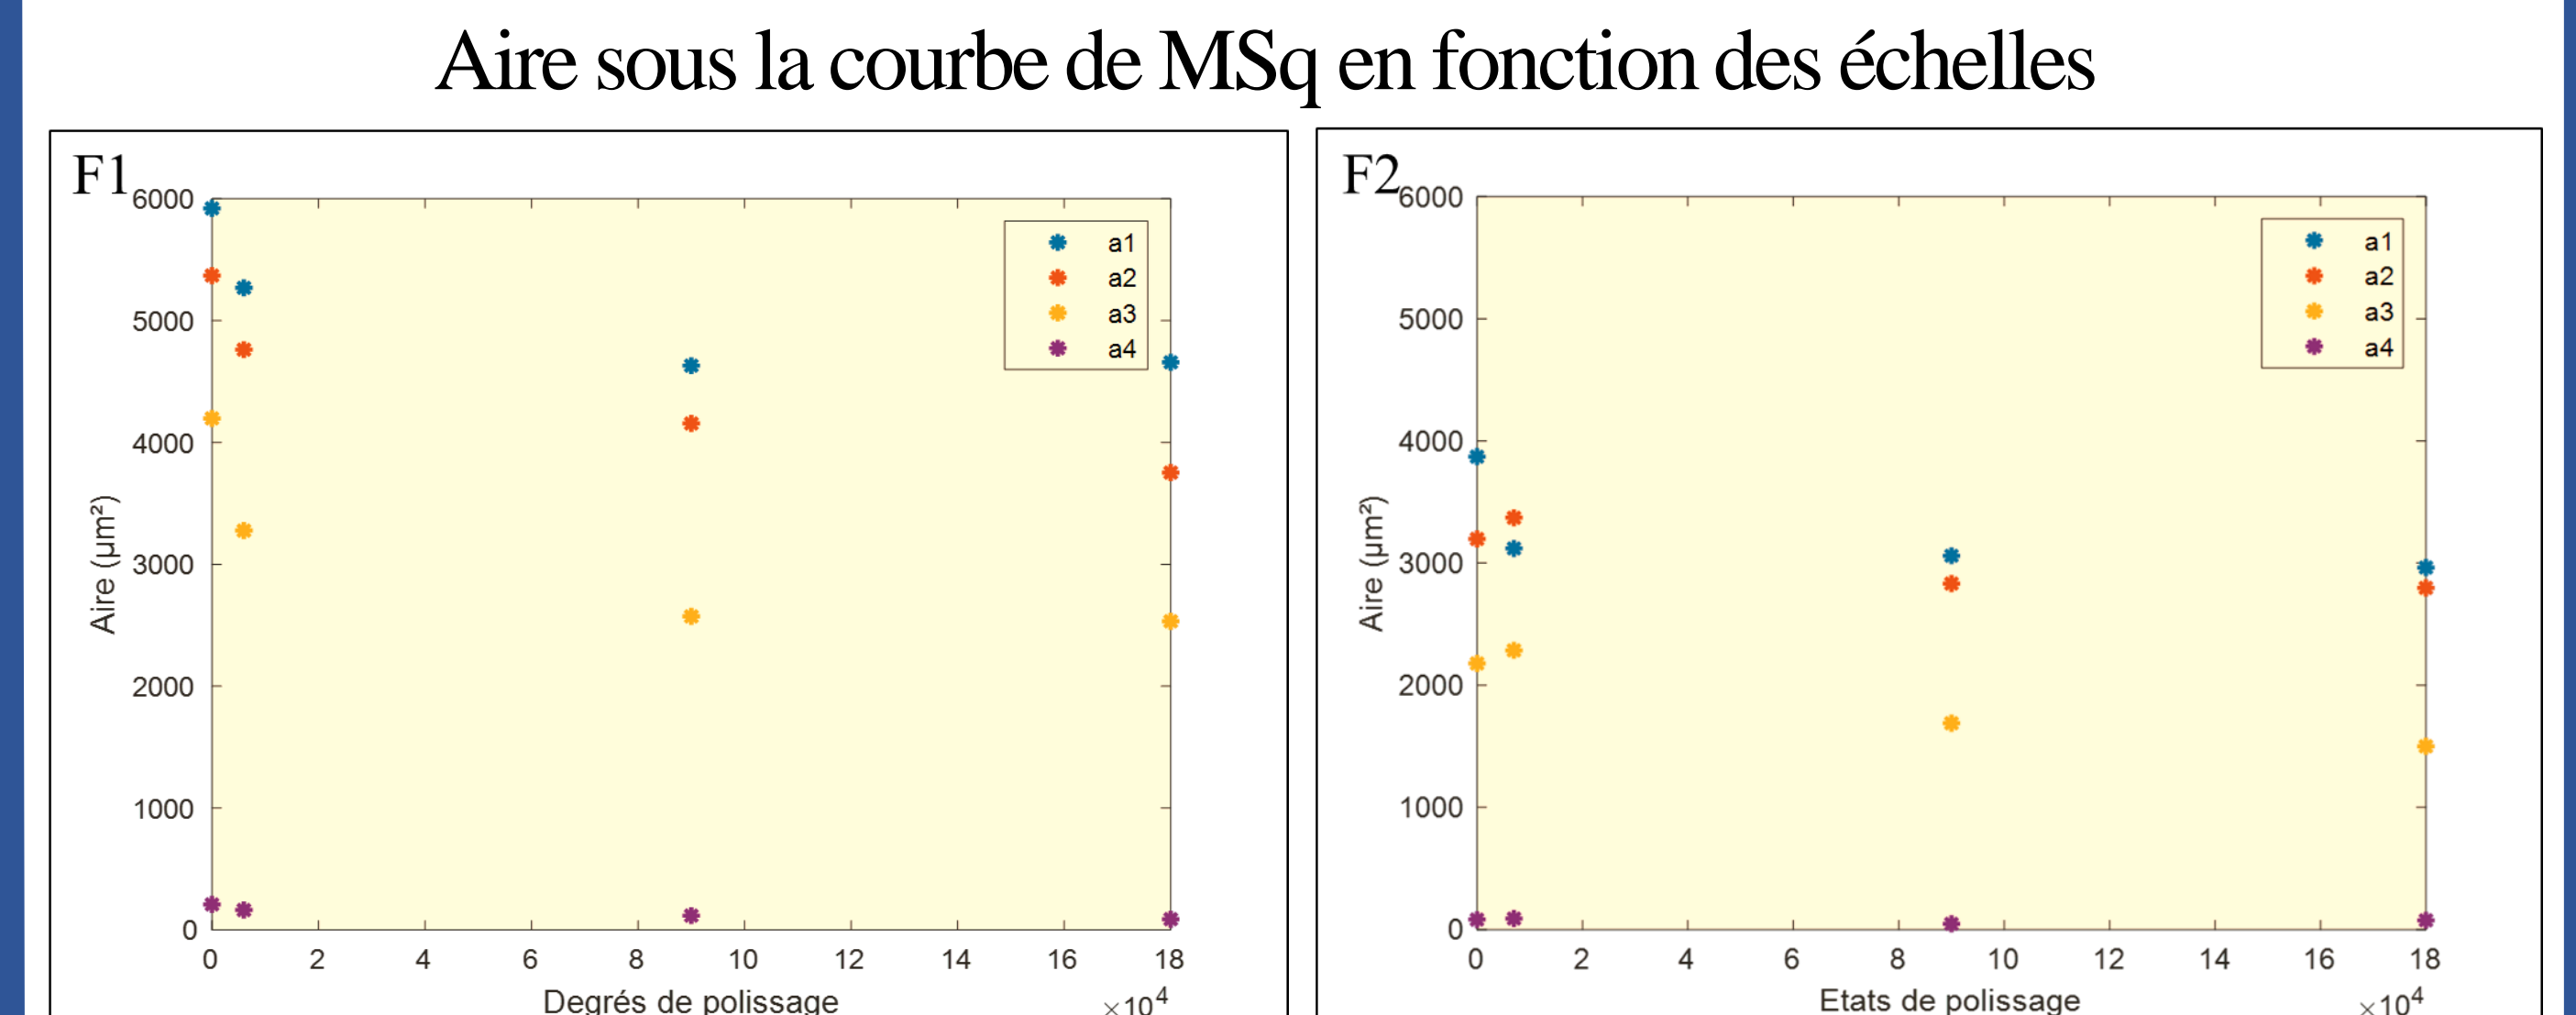 Aire sous la courbe de MSq en fonction des échelles
F1
6000
5000
4000
3000
2000
1000
0
Aire (µm²)
a1
a2
a3
a4
0 2 4 6 8 10 12 14 16 18
Degrés de polissage
×10⁴
F2
6000
5000
4000
3000
2000
1000
0
Aire (µm²)
a1
a2
a3
a4
0 2 4 6 8 10 12 14 16 18
Etats de polissage
×10⁴